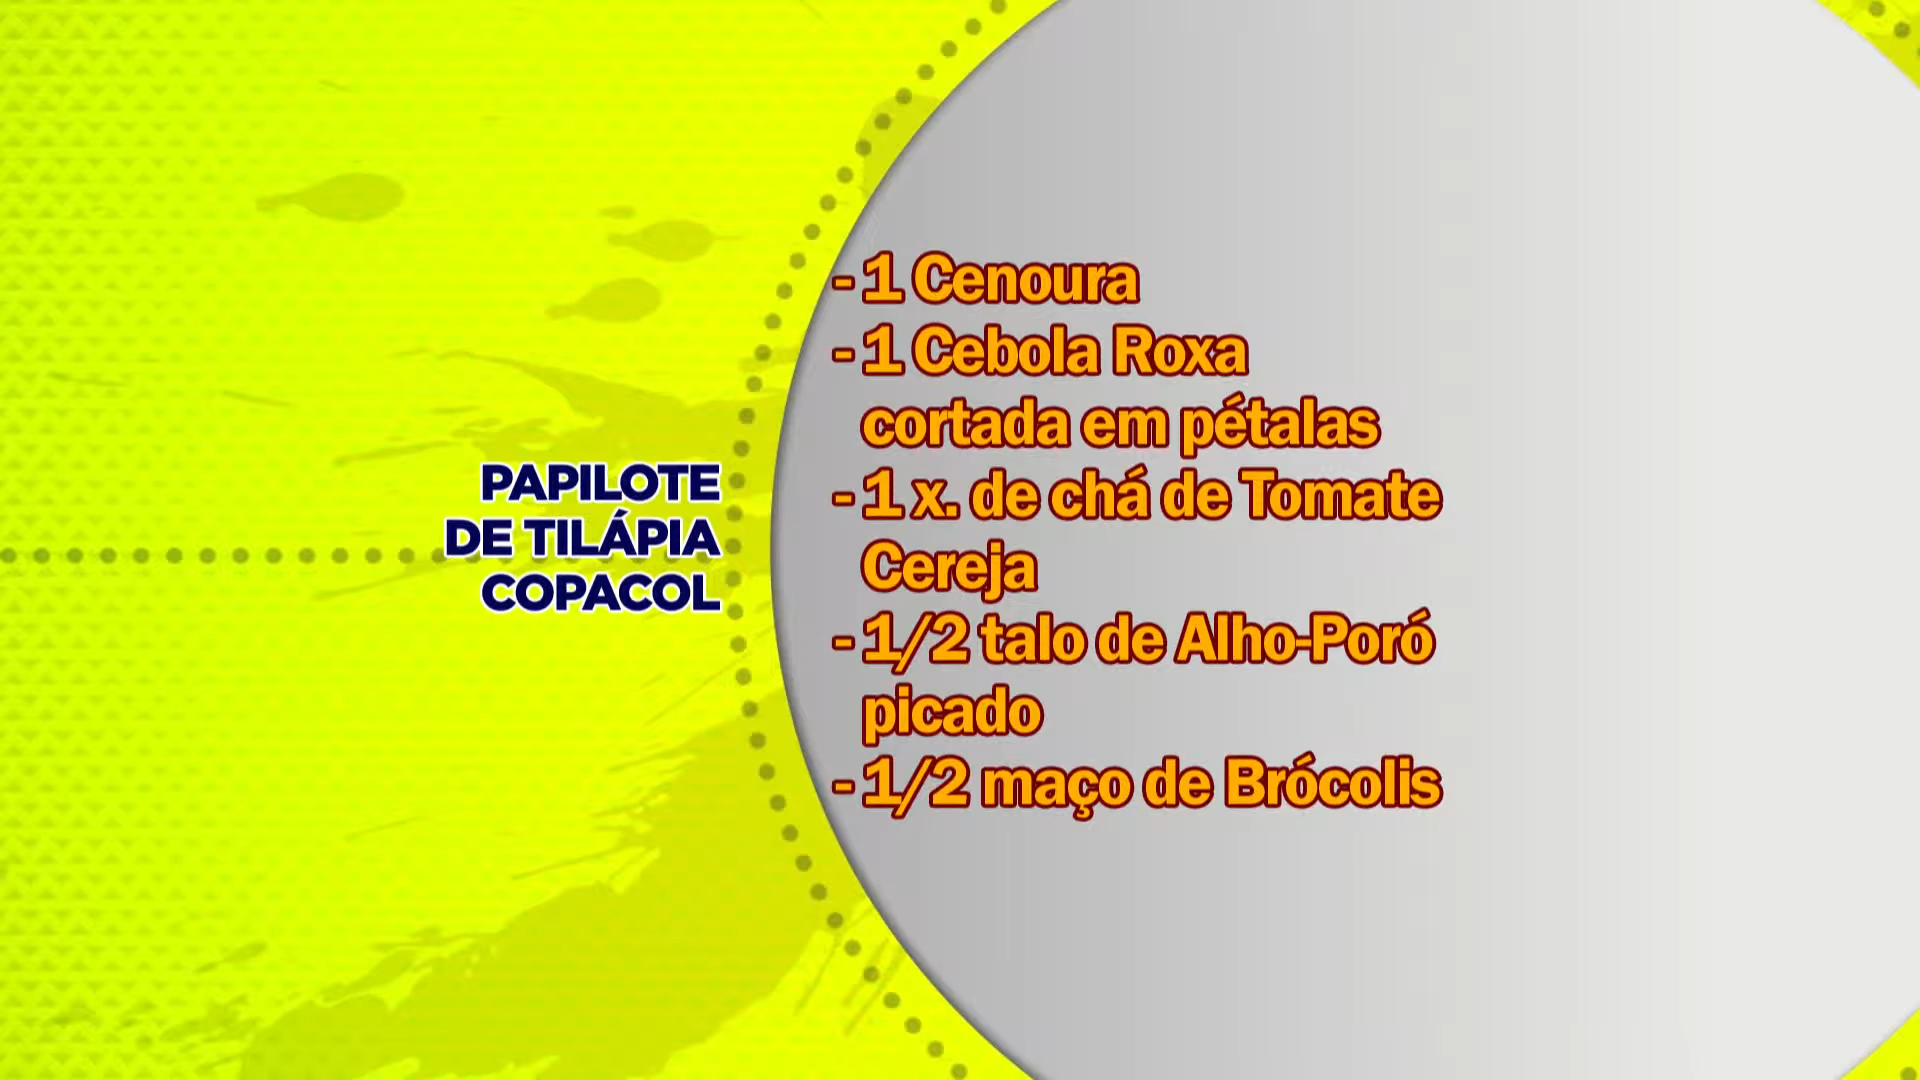 PAPILOTE
DE TILÁPIA
COPACOL
- 1 Cenoura
- 1 Cebola Roxa
cortada em pétalas
- 1 x. de chá de Tomate
Cereja
- 1/2 talo de Alho-Poró
picado
- 1/2 maço de Brócolis